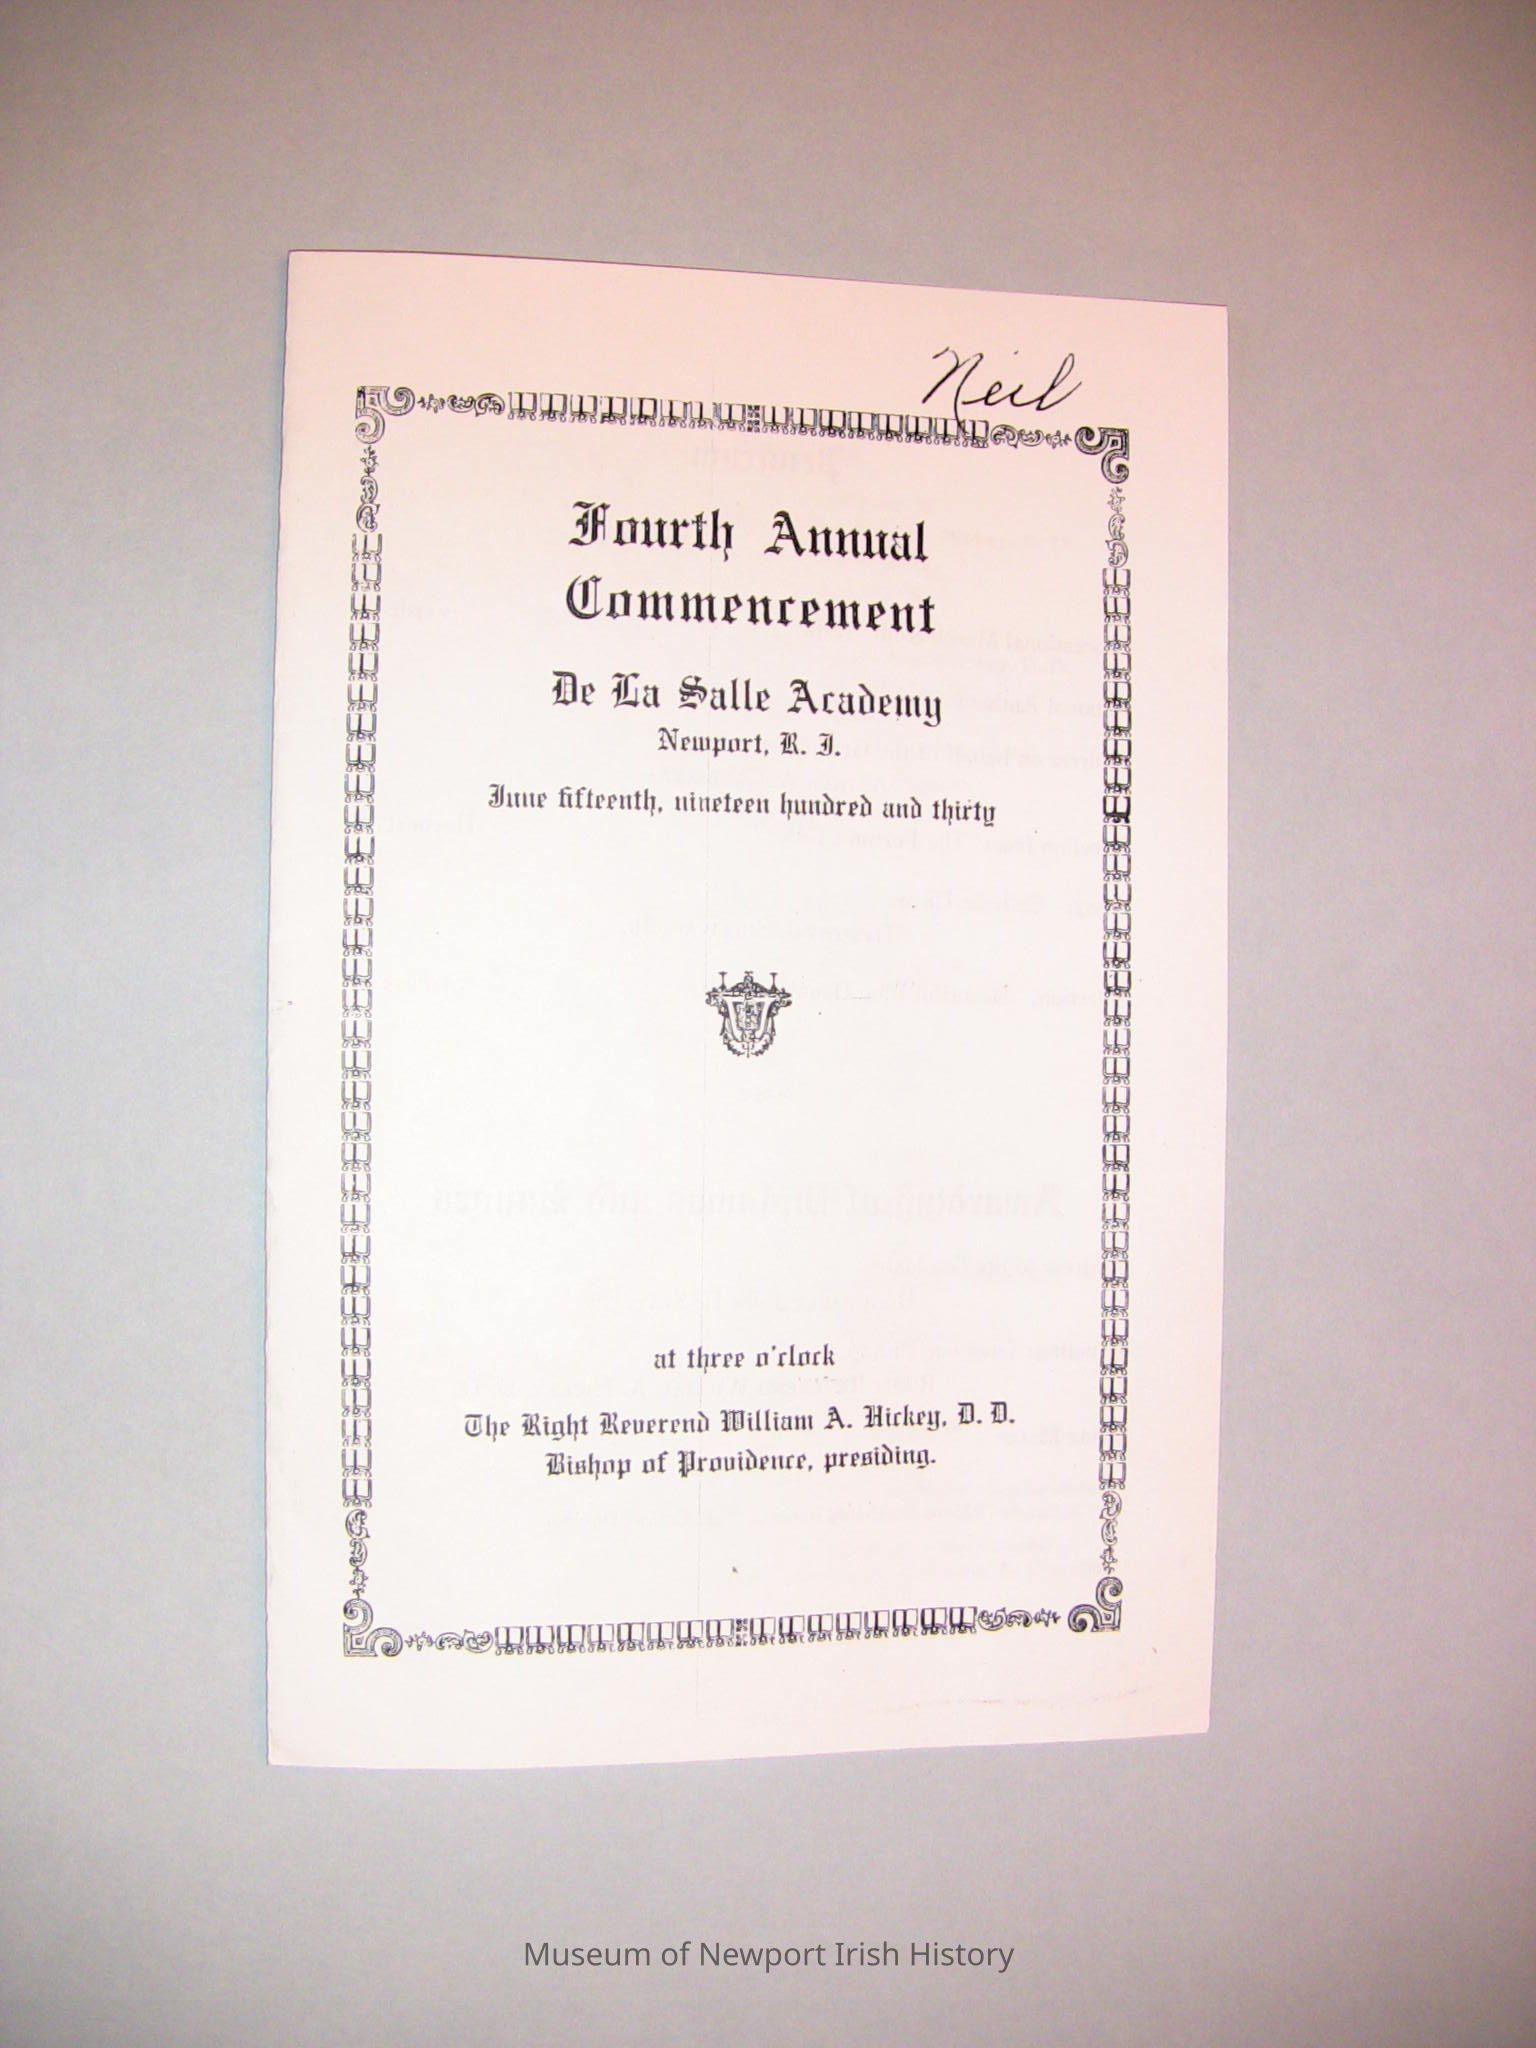 Neil
Fourth Annual
Commencement
De La Salle Academy
Newport, R. I.
June fifteenth, nineteen hundred and thirty
at three o'clock
The Right Reverend William A. Hickey, D. D.
Bishop of Providence, presiding.
Museum of Newport Irish History